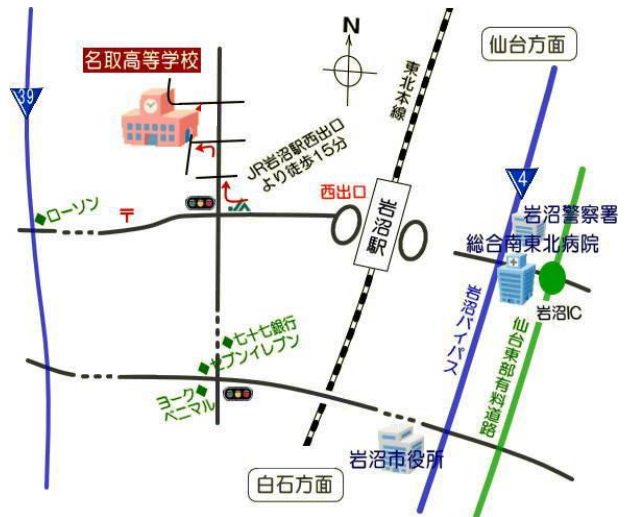 名取高等学校
39
N
仙台方面
東北本線
JR岩沼駅西出口
より徒歩15分
西出口
岩沼駅
4
岩沼警察署
総合南東北病院
ローソン
〒
JA
岩沼IC
岩沼バイパス
仙台東部有料道路
七十七銀行
セブンイレブン
ヨーク
ベニマル
岩沼市役所
白石方面